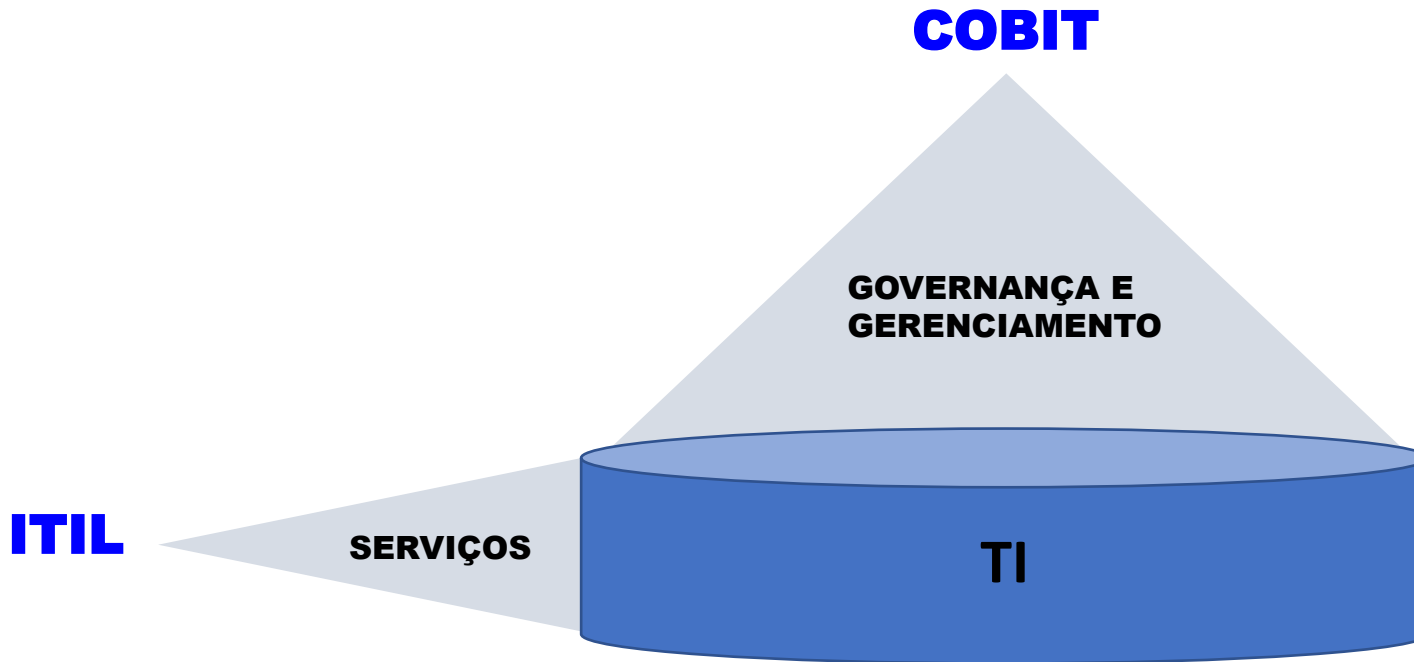 COBIT
GOVERNANÇA E
GERENCIAMENTO
ITIL
SERVIÇOS
TI